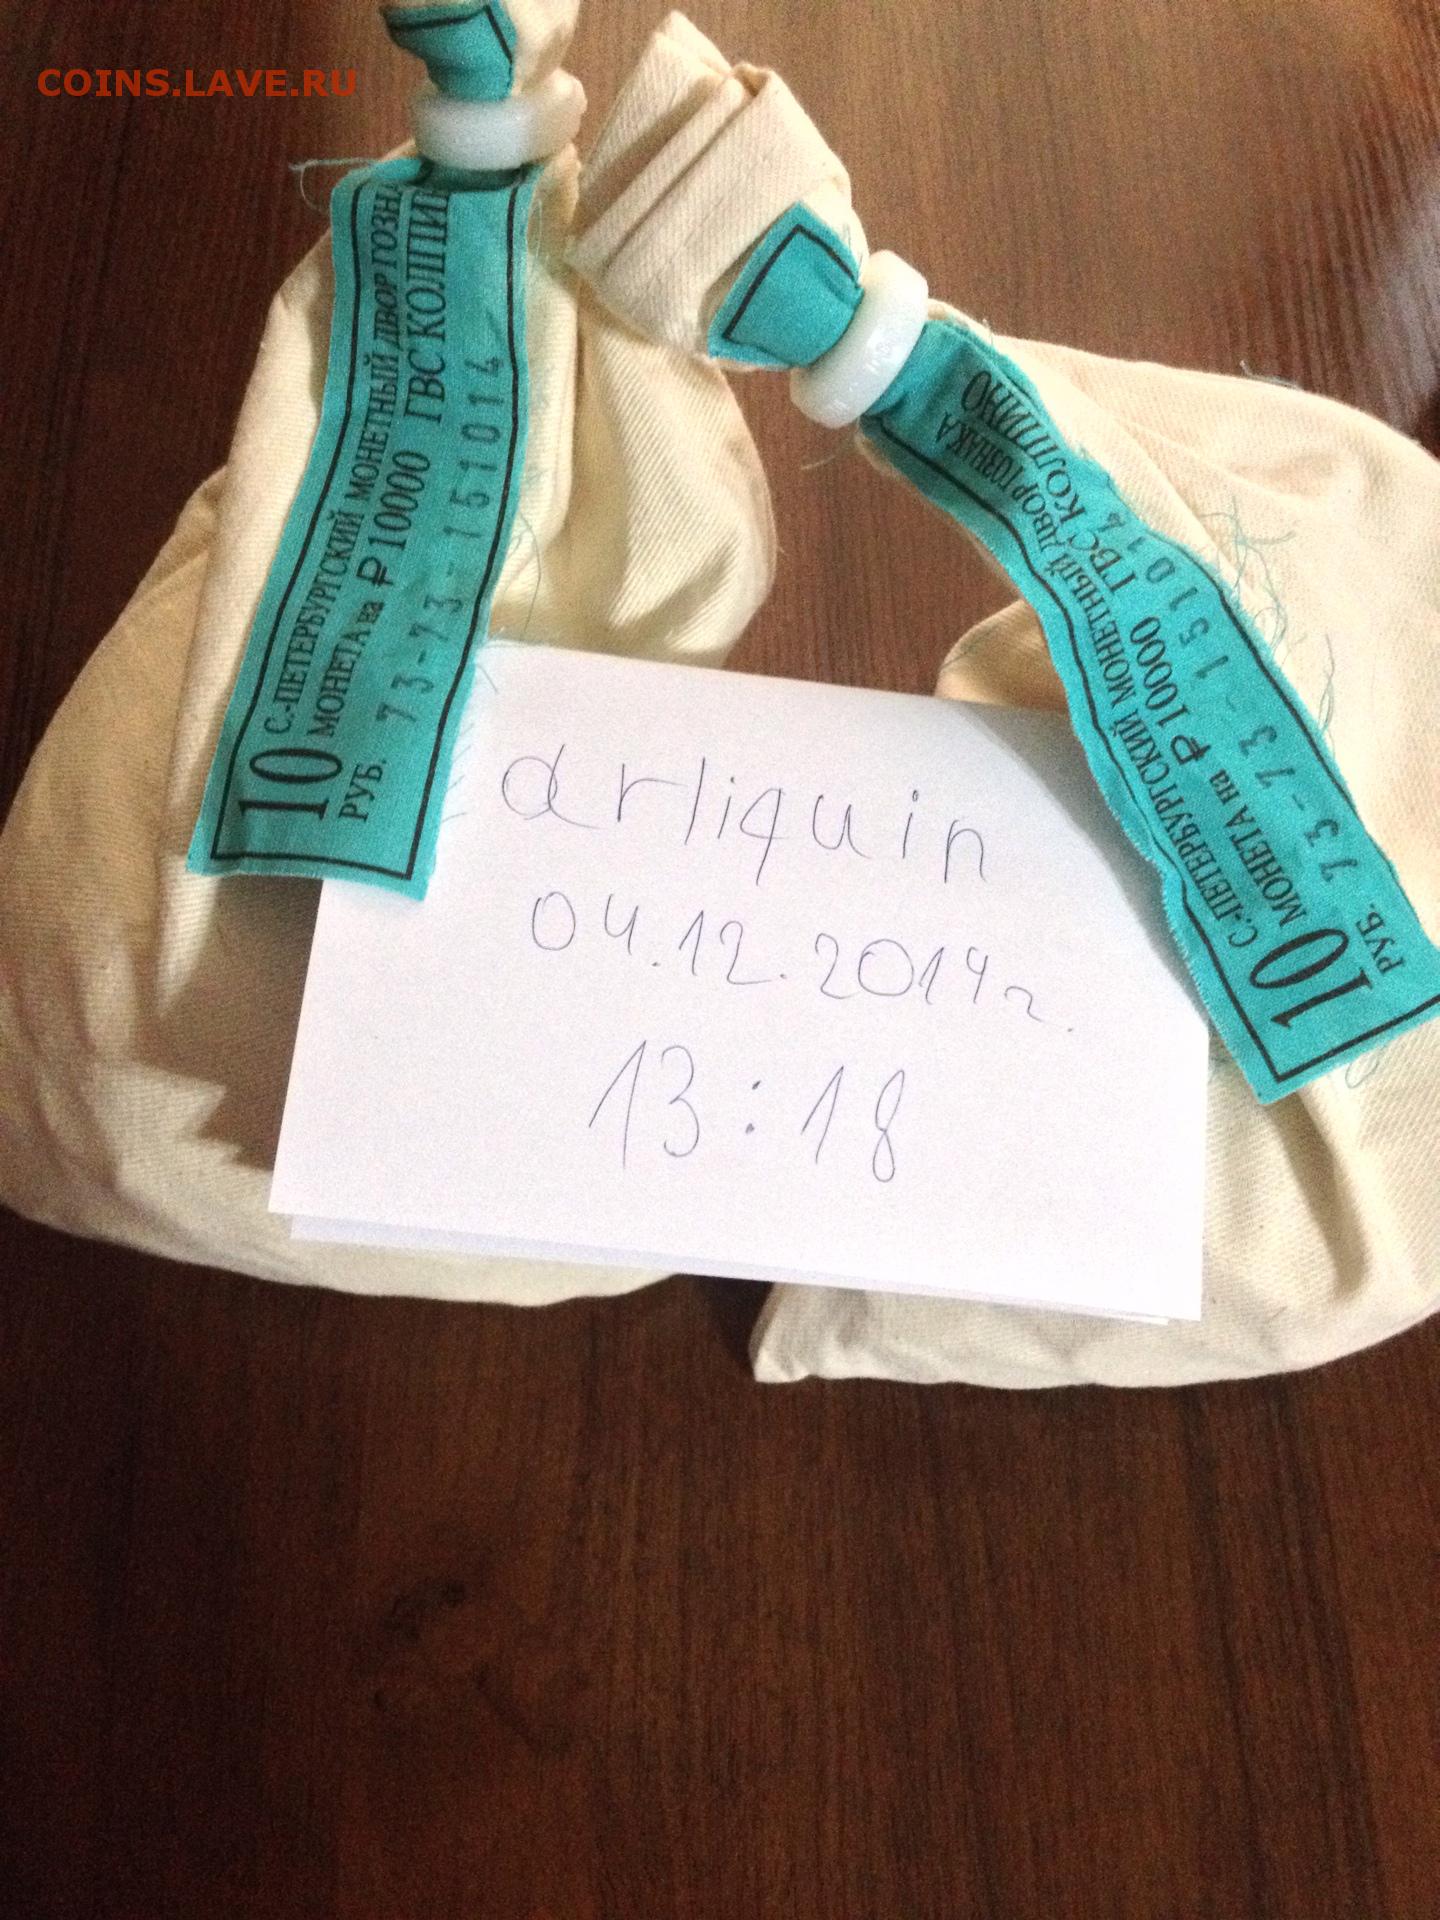 COINS.LAVE.RU
С.-ПЕТЕРБУРГСКИЙ МОНЕТНЫЙ ДВОР ГОЗНА
МОНЕТА на ₽ 10000 ГВС КОЛПИН
10
РУБ. 73-73-151014
С.-ПЕТЕРБУРГСКИЙ МОНЕТНЫЙ ДВОР ГОЗНАКА
МОНЕТА на ₽ 10000 ГВС КОЛПИНО
10
РУБ. 73-73-151014
arliquin
04.12.2014г.
13:18